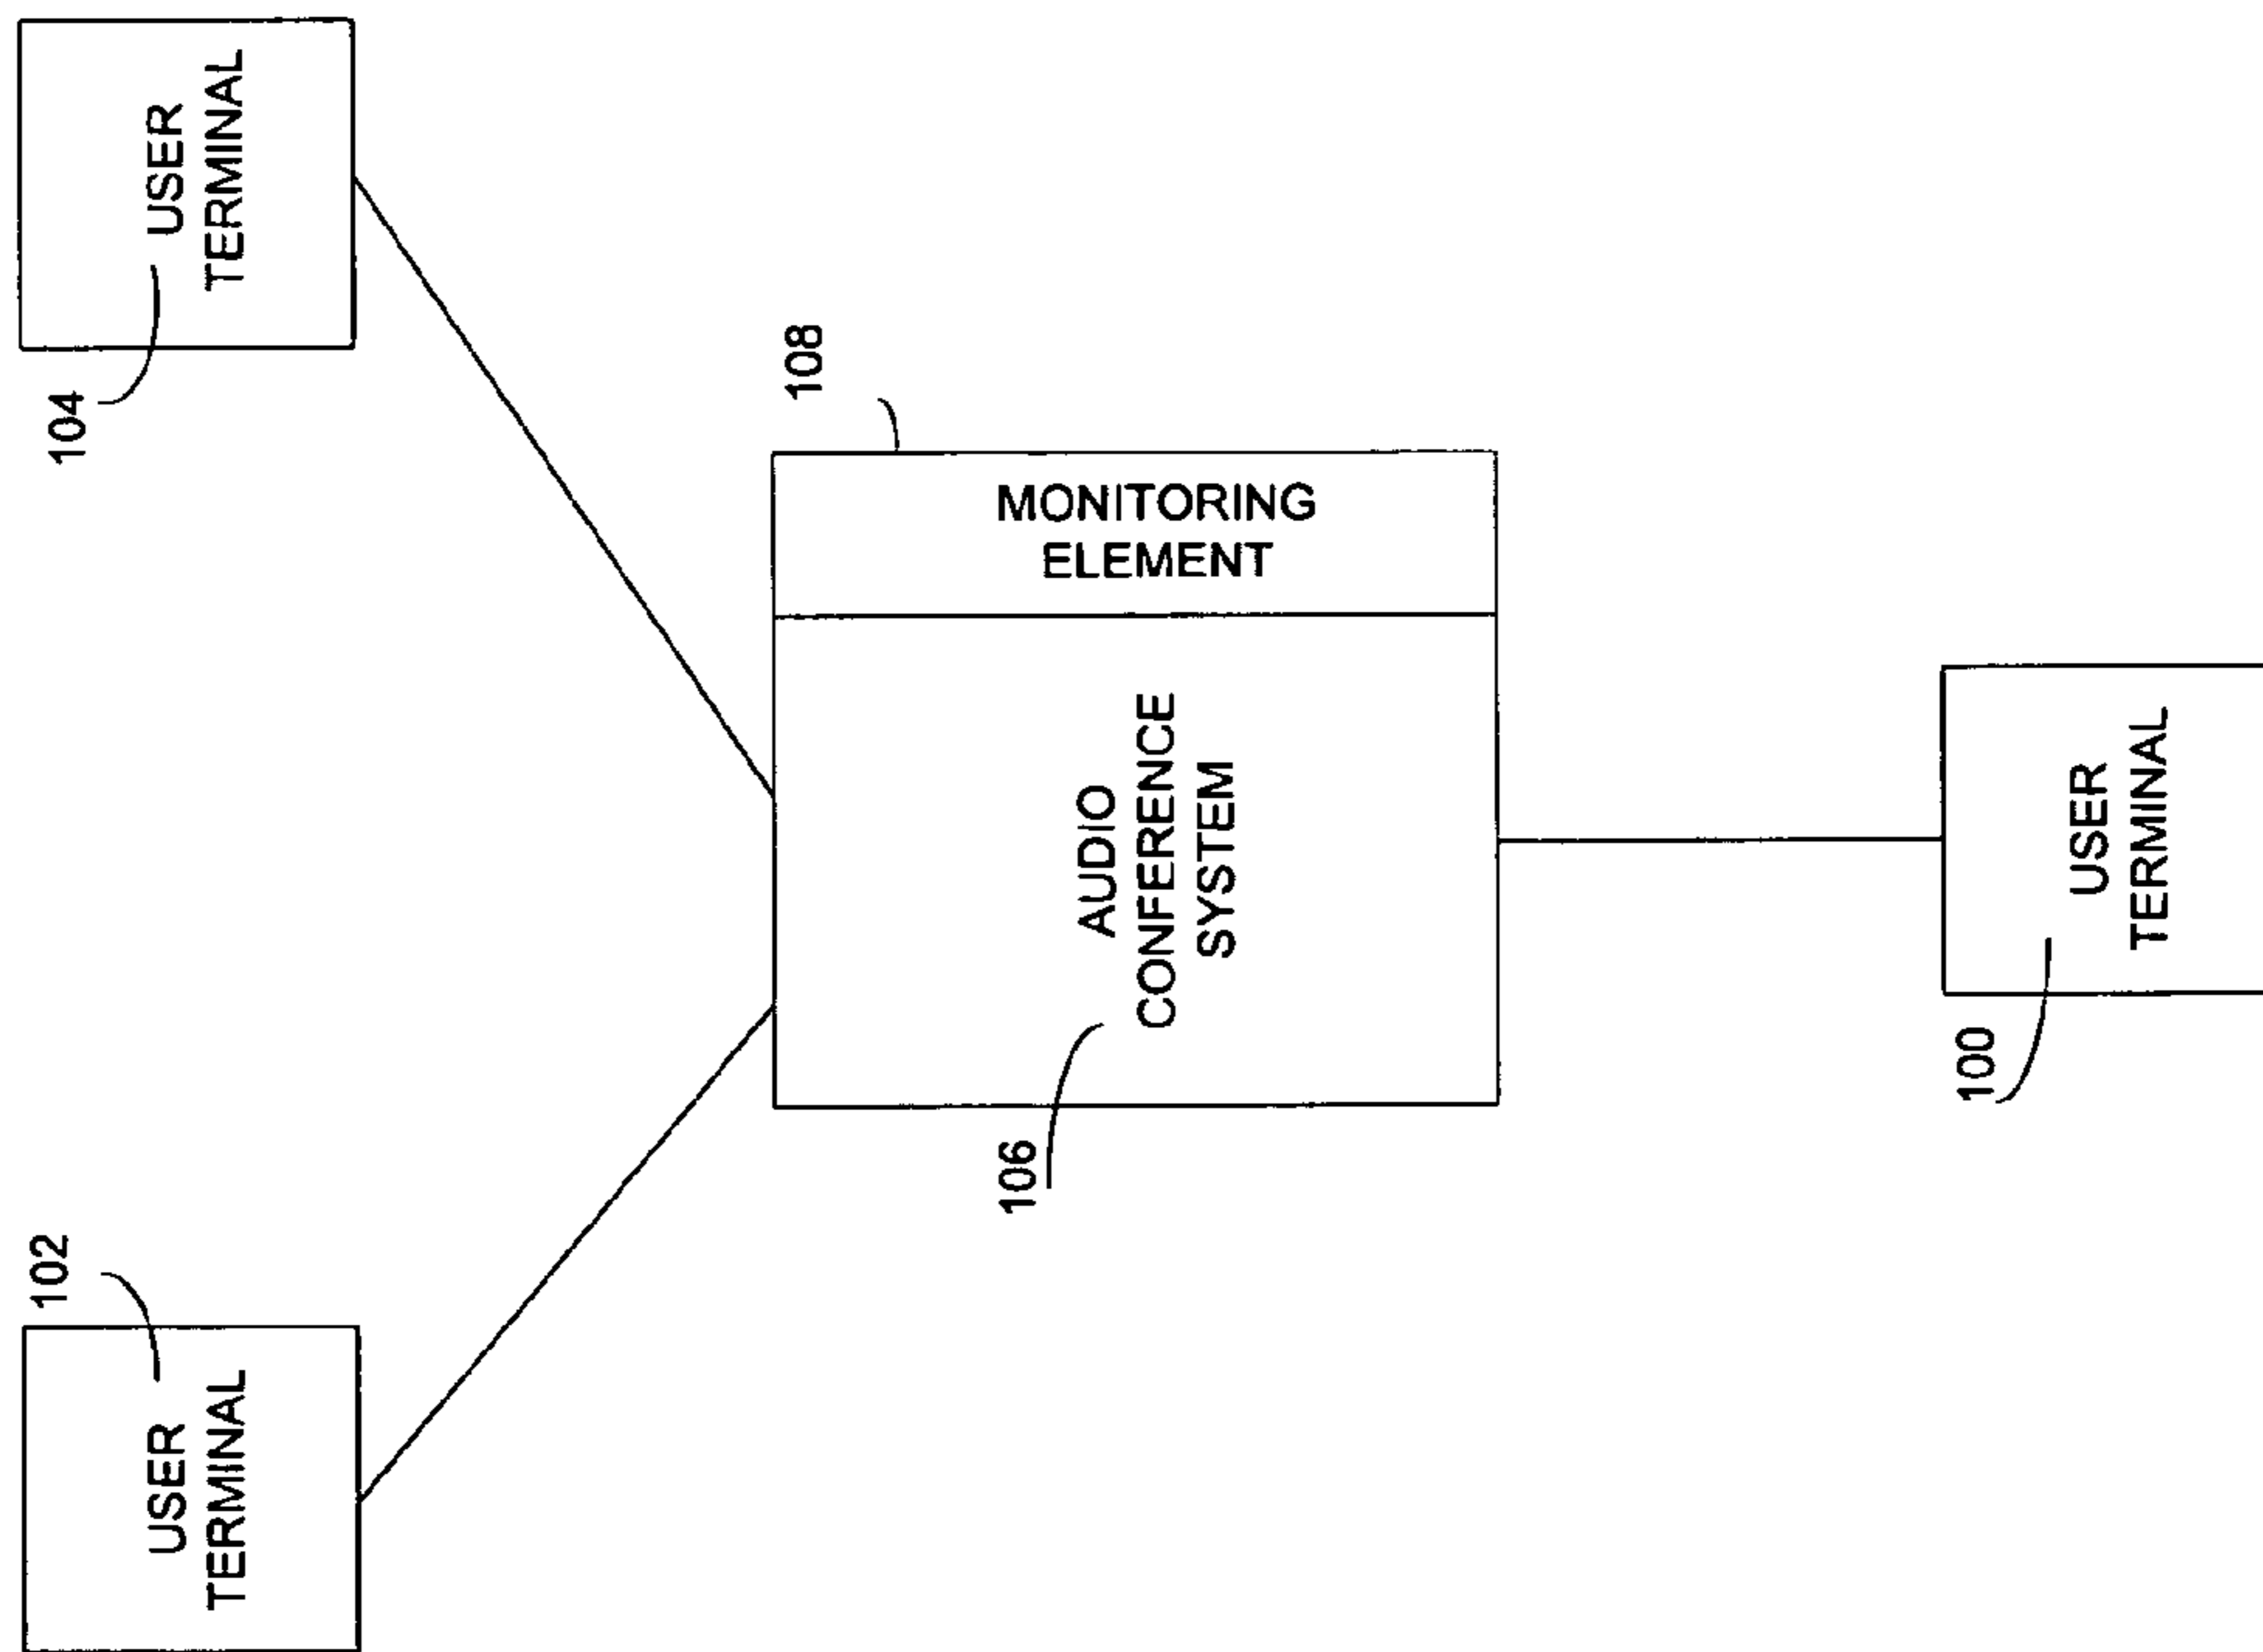 102
USER
TERMINAL
104
USER
TERMINAL
108
MONITORING
ELEMENT
106
AUDIO
CONFERENCE
SYSTEM
100
USER
TERMINAL